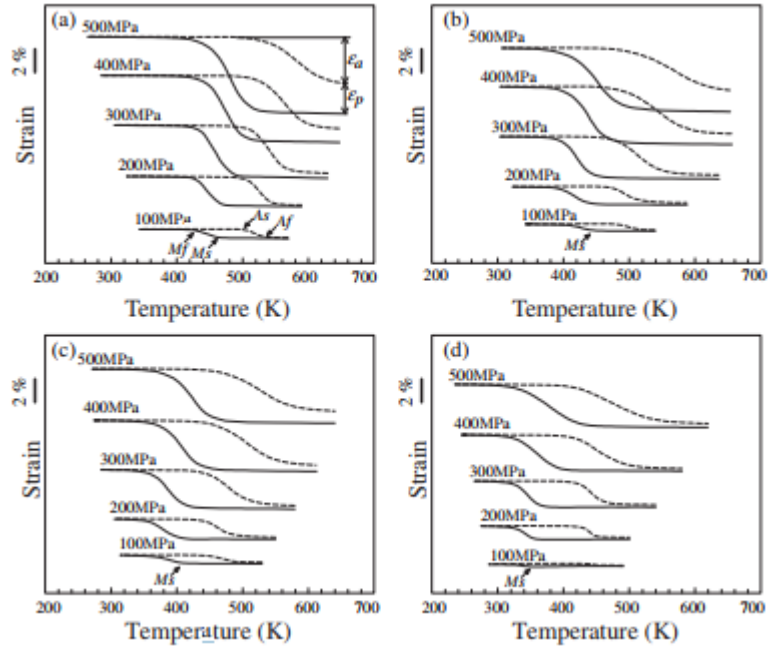 (a)
500MPa
εa
400MPa
εp
300MPa
200MPa
100MPa
As
Af
Mf
Ms
2 %
Strain
200 300 400 500 600 700
Temperature (K)
(b)
500MPa
400MPa
300MPa
200MPa
100MPa
Ms
2 %
Strain
200 300 400 500 600 700
Temperature (K)
(c)
500MPa
400MPa
300MPa
200MPa
100MPa
Ms
2 %
Strain
200 300 400 500 600 700
Temperature (K)
(d)
500MPa
400MPa
300MPa
200MPa
100MPa
Ms
2 %
Strain
200 300 400 500 600 700
Temperature (K)